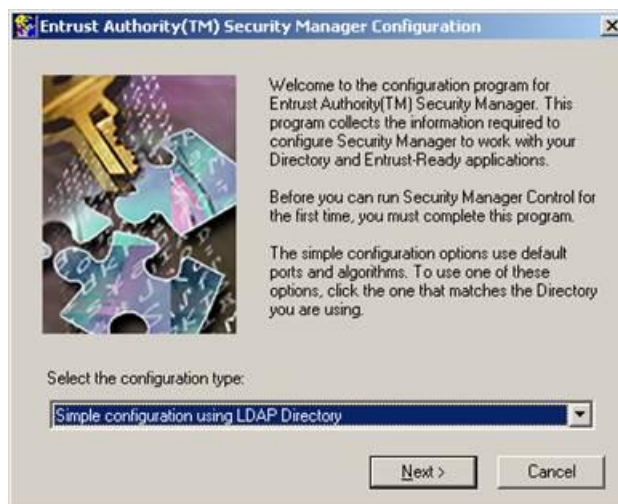 Entrust Authority(TM) Security Manager Configuration
Welcome to the configuration program for
Entrust Authority(TM) Security Manager. This
program collects the information required to
configure Security Manager to work with your
Directory and Entrust-Ready applications.
Before you can run Security Manager Control for
the first time, you must complete this program.
The simple configuration options use default
ports and algorithms. To use one of these
options, click the one that matches the Directory
you are using.
Select the configuration type:
Simple configuration using LDAP Directory
Next >
Cancel